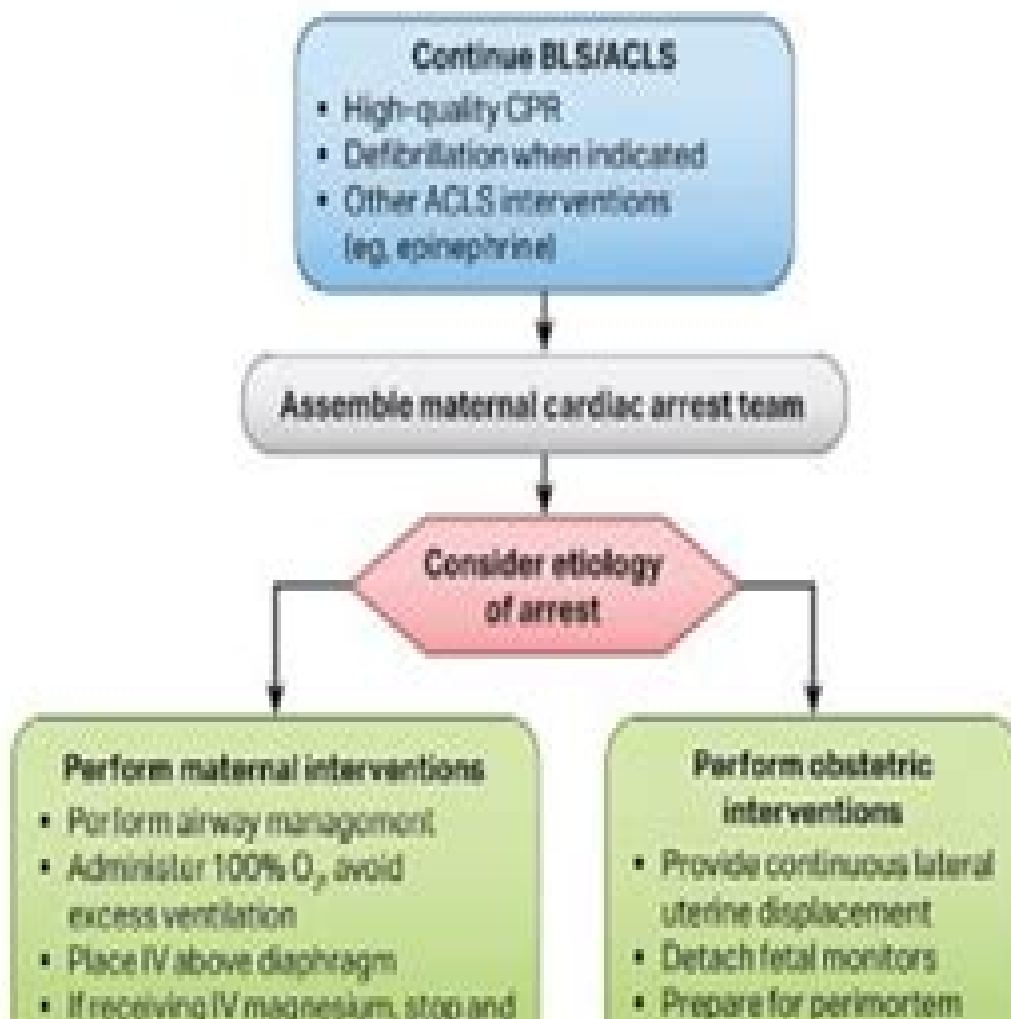 Continue BLS/ACLS
• High-quality CPR
• Defibrillation when indicated
• Other ACLS interventions
(eg, epinephrine)
Assemble maternal cardiac arrest team
Consider etiology
of arrest
Perform maternal interventions
• Perform airway management
• Administer 100% O₂, avoid
excess ventilation
• Place IV above diaphragm
• If receiving IV magnesium, stop and
Perform obstetric
interventions
• Provide continuous lateral
uterine displacement
• Detach fetal monitors
• Prepare for perimortem